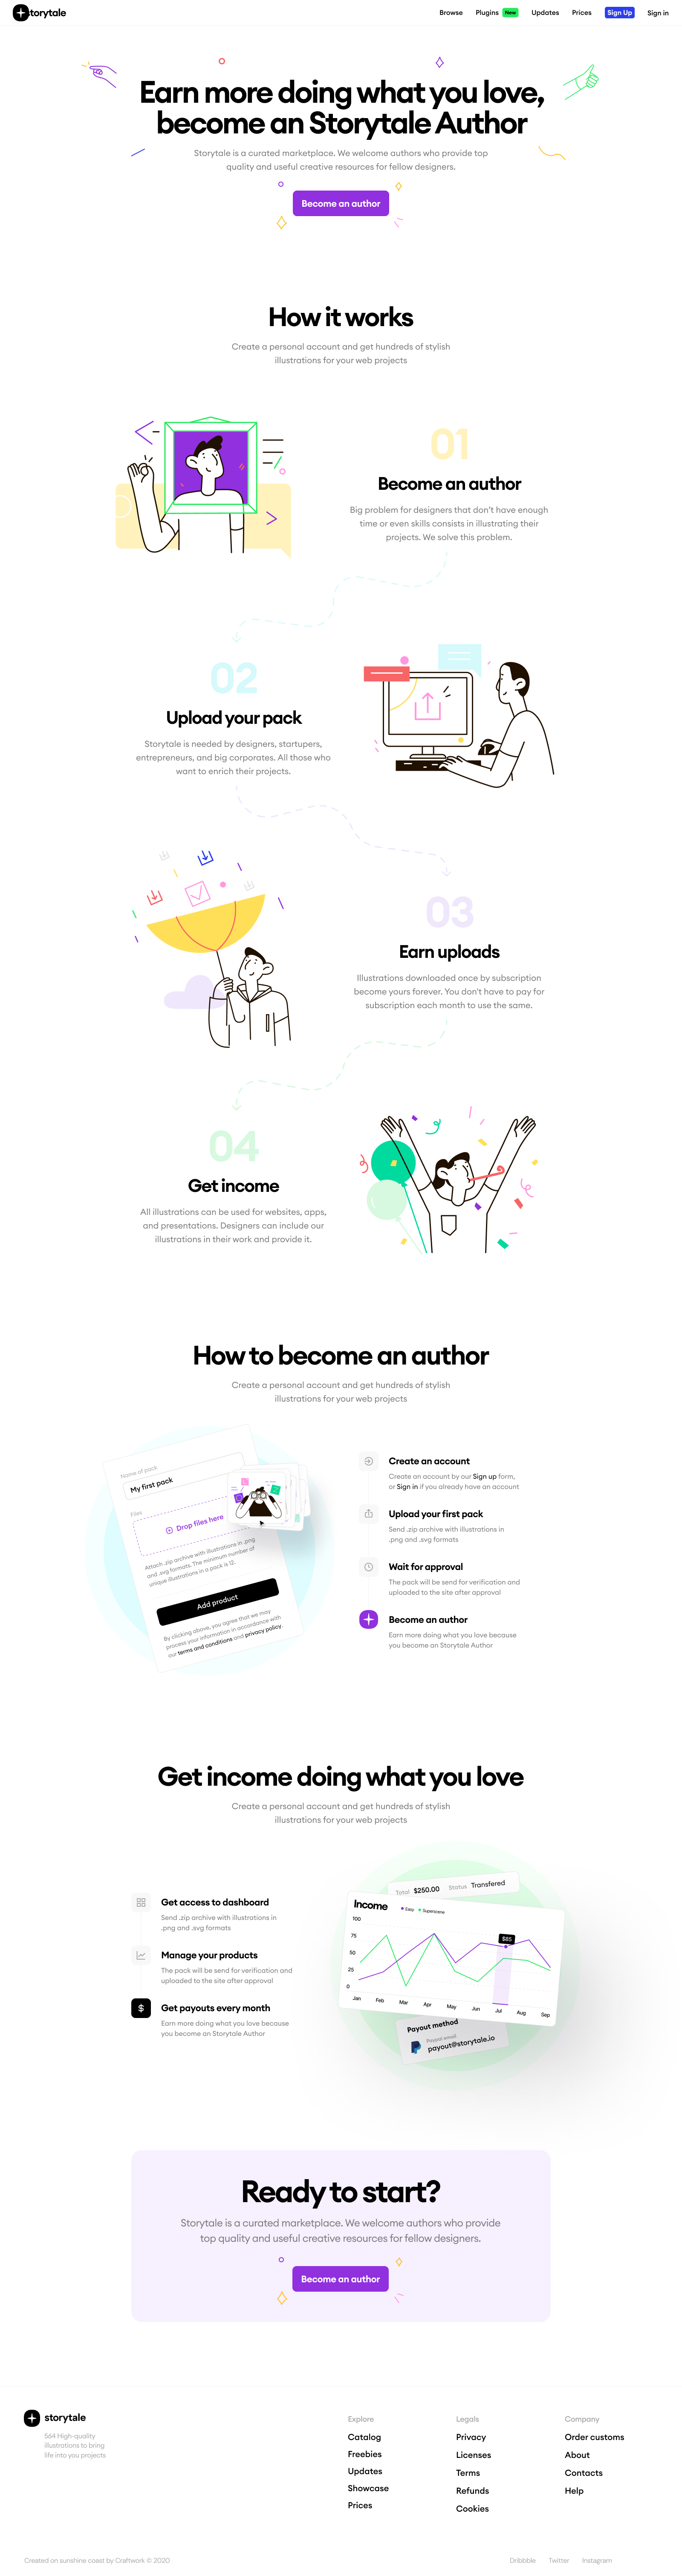 storytale
Browse
Plugins
New
Updates
Prices
Sign Up
Sign in
Earn more doing what you love,
become an Storytale Author
Storytale is a curated marketplace. We welcome authors who provide top
quality and useful creative resources for fellow designers.
Become an author
How it works
Create a personal account and get hundreds of stylish
illustrations for your web projects
01
Become an author
Big problem for designers that don't have enough
time or even skills consists in illustrating their
projects. We solve this problem.
02
Upload your pack
Storytale is needed by designers, startupers,
entrepreneurs, and big corporates. All those who
want to enrich their projects.
03
Earn uploads
Illustrations downloaded once by subscription
become yours forever. You don't have to pay for
subscription each month to use the same.
04
Get income
All illustrations can be used for websites, apps,
and presentations. Designers can include our
illustrations in their work and provide it.
How to become an author
Create a personal account and get hundreds of stylish
illustrations for your web projects
Name of pack
My first pack
Files
Drop files here
Attach .zip archive with illustrations in .png
and .svg formats. The minimum number of
unique illustrations in a pack is 12.
Add product
By clicking above, you agree that we may
process your information in accordance with
our terms and conditions and privacy policy.
Create an account
Create an account by our Sign up form,
or Sign in if you already have an account
Upload your first pack
Send .zip archive with illustrations in
.png and .svg formats
Wait for approval
The pack will be send for verification and
uploaded to the site after approval
Become an author
Earn more doing what you love because
you become an Storytale Author
Get income doing what you love
Create a personal account and get hundreds of stylish
illustrations for your web projects
Get access to dashboard
Send .zip archive with illustrations in
.png and .svg formats
Manage your products
The pack will be send for verification and
uploaded to the site after approval
Get payouts every month
Earn more doing what you love because
you become an Storytale Author
Total $250.00 Status Transfered
Income
Easy
Superscene
100
75
50
25
0
$85
Jan Feb Mar Apr May Jun Jul Aug Sep
Payout method
Paypal email
payout@storytale.io
Ready to start?
Storytale is a curated marketplace. We welcome authors who provide
top quality and useful creative resources for fellow designers.
Become an author
storytale
564 High-quality
illustrations to bring
life into you projects
Explore
Catalog
Freebies
Updates
Showcase
Prices
Legals
Privacy
Licenses
Terms
Refunds
Cookies
Company
Order customs
About
Contacts
Help
Created on sunshine coast by Craftwork © 2020
Dribbble
Twitter
Instagram